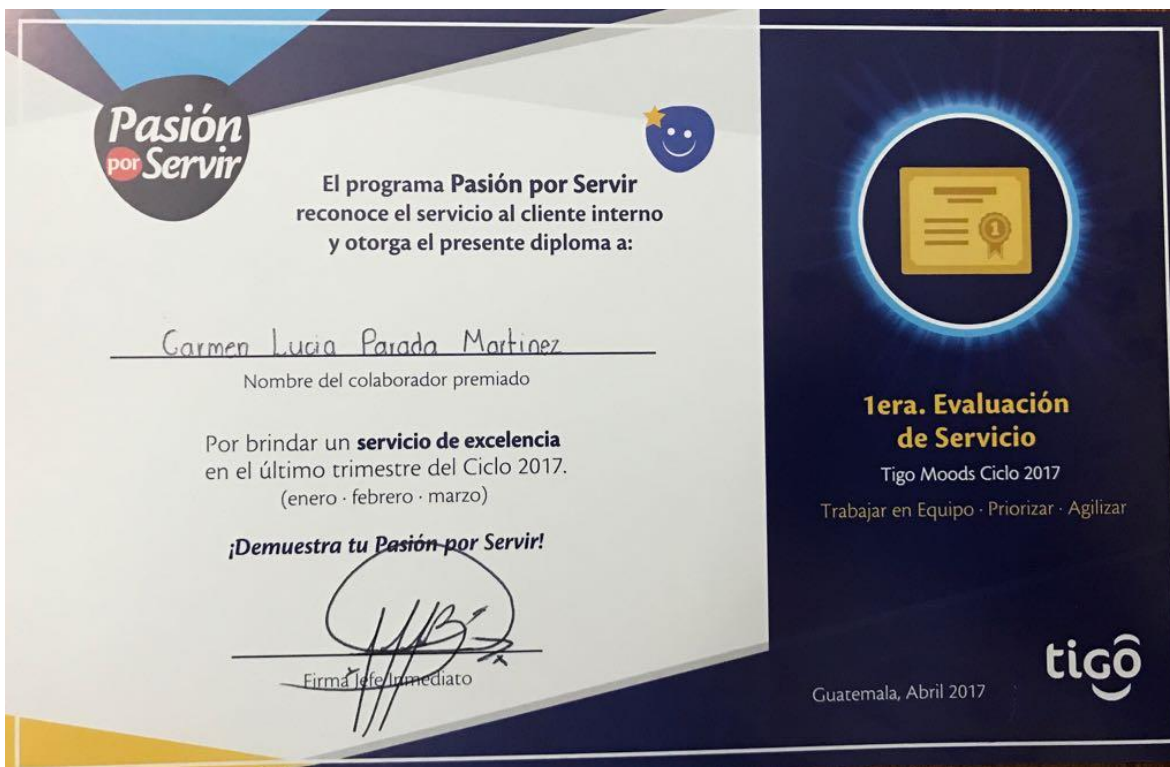 Pasión
por Servir
El programa Pasión por Servir
reconoce el servicio al cliente interno
y otorga el presente diploma a:
Carmen Lucia Parada Martinez
Nombre del colaborador premiado
Por brindar un servicio de excelencia
en el último trimestre del Ciclo 2017.
(enero · febrero · marzo)
¡Demuestra tu Pasión por Servir!
Firma Jefe Inmediato
1
1era. Evaluación
de Servicio
Tigo Moods Ciclo 2017
Trabajar en Equipo · Priorizar · Agilizar
tigo
Guatemala, Abril 2017